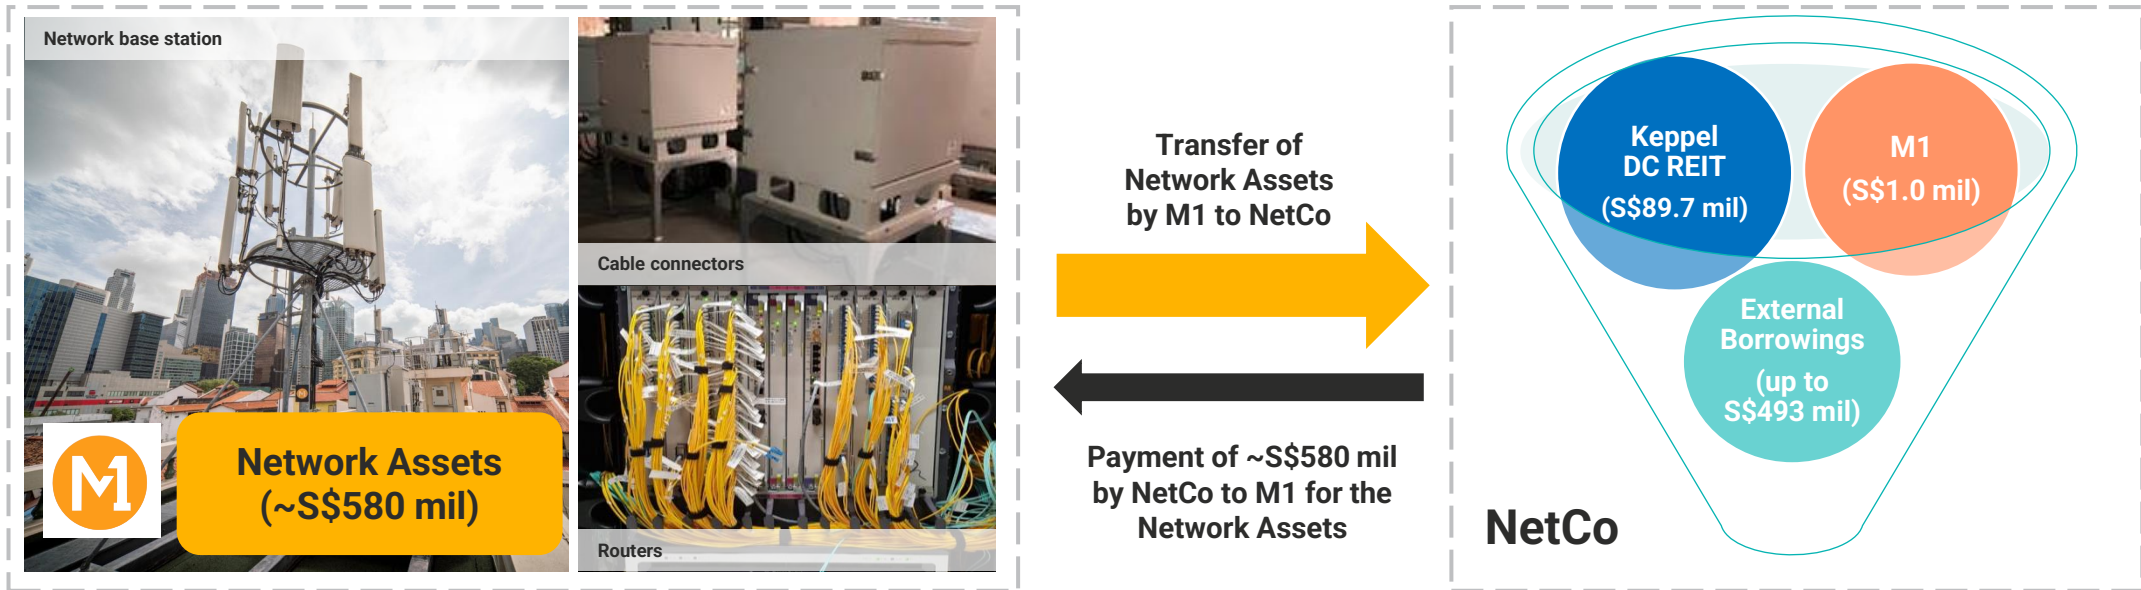 Network base station
Cable connectors
Routers
M1
Network Assets
(~S$580 mil)
Transfer of
Network Assets
by M1 to NetCo
Payment of ~S$580 mil
by NetCo to M1 for the
Network Assets
Keppel
DC REIT
(S$89.7 mil)
M1
(S$1.0 mil)
External
Borrowings
(up to
S$493 mil)
NetCo